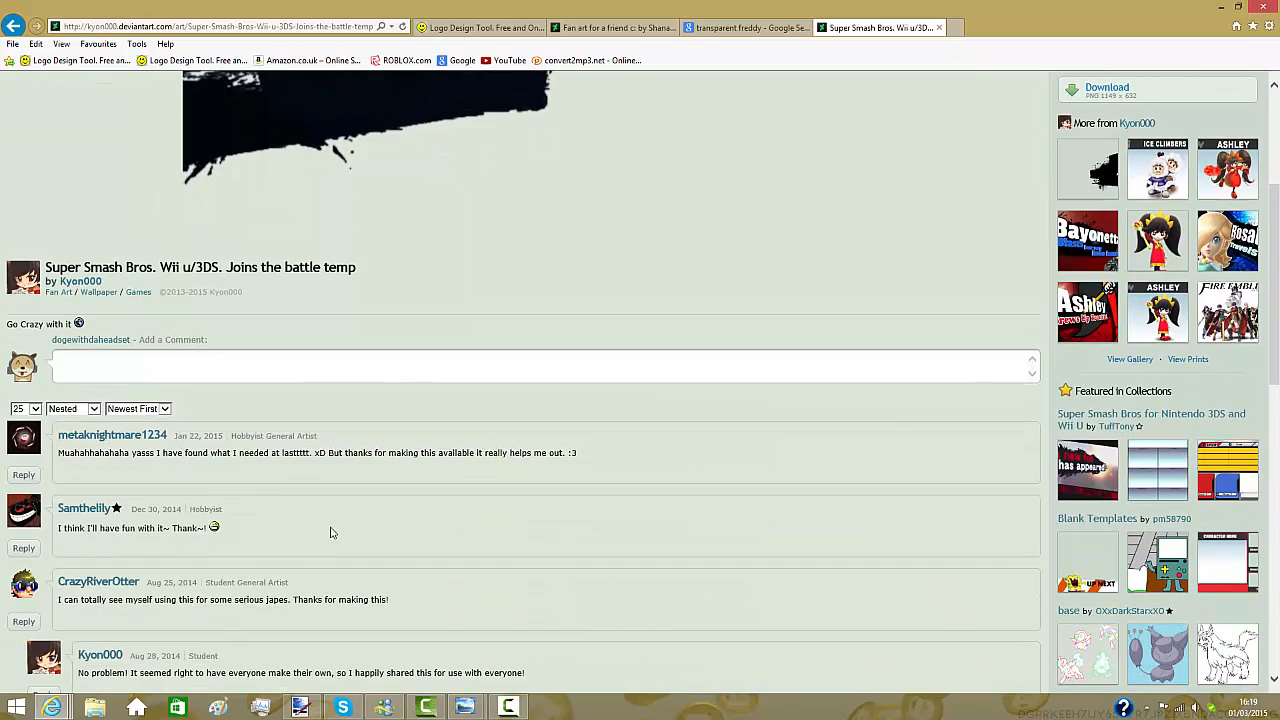 http://kyon000.deviantart.com/art/Super-Smash-Bros-Wii-u-3DS-Joins-the-battle-temp
Logo Design Tool. Free and On...
Fan art for a friend c: by Shana...
transparent freddy - Google Se...
Super Smash Bros. Wii u/3D...
File Edit View Favourites Tools Help
Logo Design Tool. Free an...
Logo Design Tool. Free an...
Amazon.co.uk – Online S...
ROBLOX.com
Google
YouTube
convert2mp3.net - Online...
Download
PNG 1149 × 632
More from Kyon000
ICE CLIMBERS
ASHLEY
Bayonetta
Rosal
Ashley
ASHLEY
FIRE EMBLE
View Gallery · View Prints
Super Smash Bros. Wii u/3DS. Joins the battle temp
by Kyon000
Fan Art / Wallpaper / Games ©2013-2015 Kyon000
Go Crazy with it
dogewithdaheadset - Add a Comment:
25 Nested Newest First
metaknightmare1234 Jan 22, 2015 Hobbyist General Artist
Muahahhahahaha yasss I have found what I needed at lastttt. xD But thanks for making this available it really helps me out. :3
Reply
Samthelily Dec 30, 2014 Hobbyist
I think I'll have fun with it~ Thank~!
Reply
CrazyRiverOtter Aug 25, 2014 Student General Artist
I can totally see myself using this for some serious japes. Thanks for making this!
Reply
Kyon000 Aug 28, 2014 Student
No problem! It seemed right to have everyone make their own, so I happily shared this for use with everyone!
Featured in Collections
Super Smash Bros for Nintendo 3DS and
Wii U by TuffTony
has appeared
Blank Templates by pm58790
UP NEXT
CHARACTER NAME
base by OXxDarkStarxXO
16:19
01/03/2015